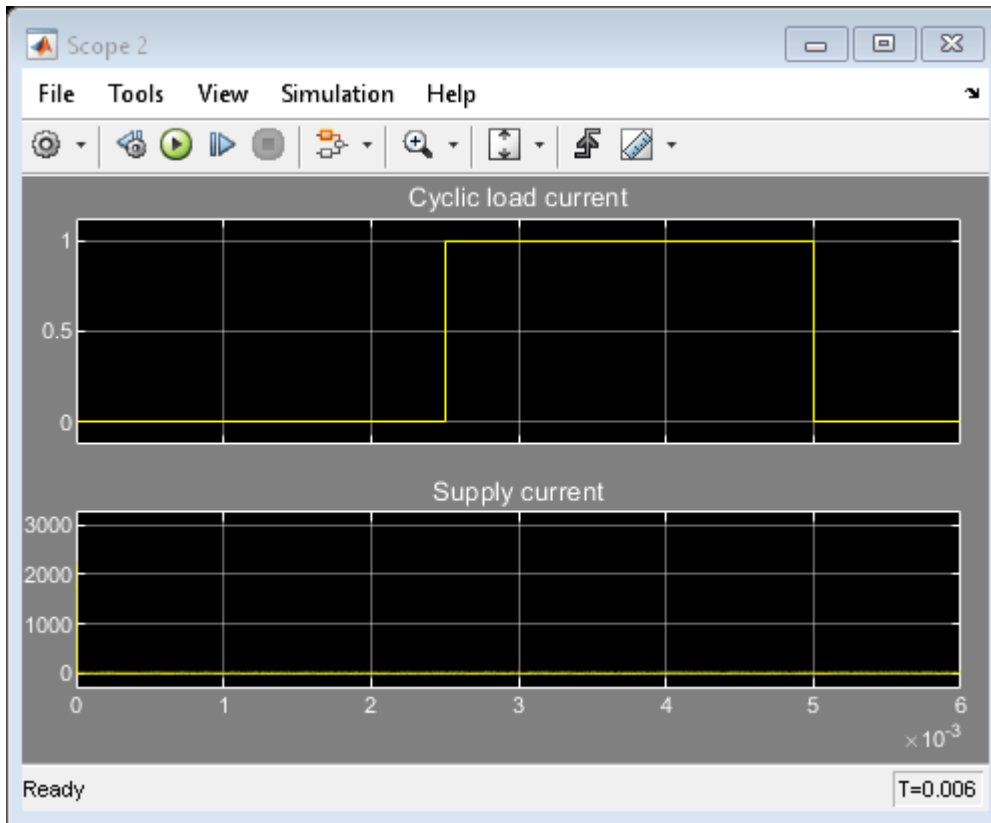 Scope 2
File Tools View Simulation Help
Cyclic load current
1
0.5
0
Supply current
3000
2000
1000
0
0 1 2 3 4 5 6
×10-3
Ready T=0.006